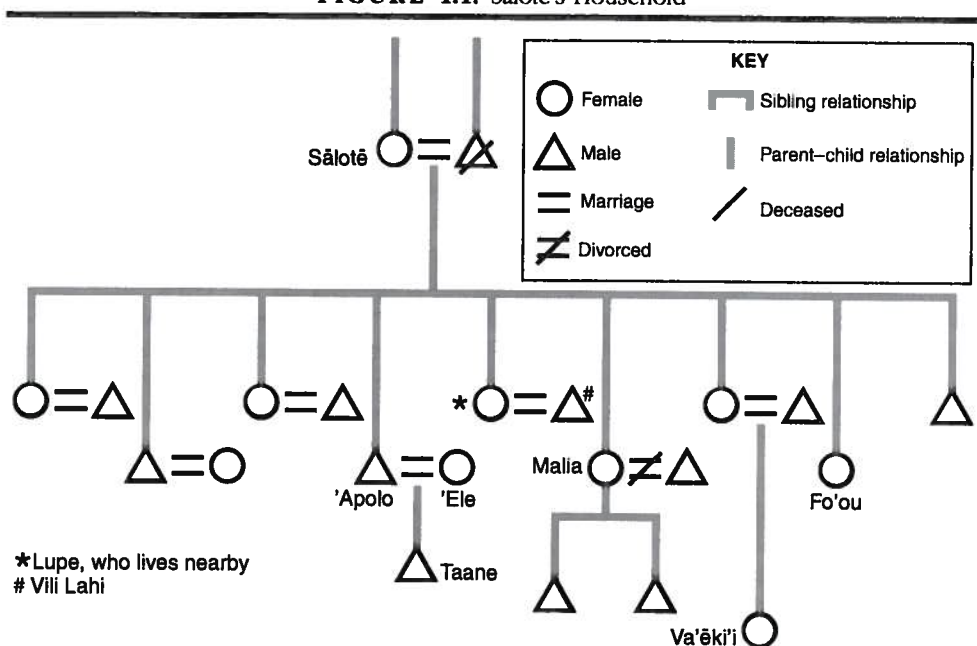 FIGURE 1.1. Sālote's Household
KEY
Female
Sibling relationship
Male
Parent–child relationship
Marriage
Deceased
Divorced
Sālotē
*
#
Malia
'Apolo
'Ele
Fo'ou
*Lupe, who lives nearby
# Vili Lahi
Taane
Va'ēki'i